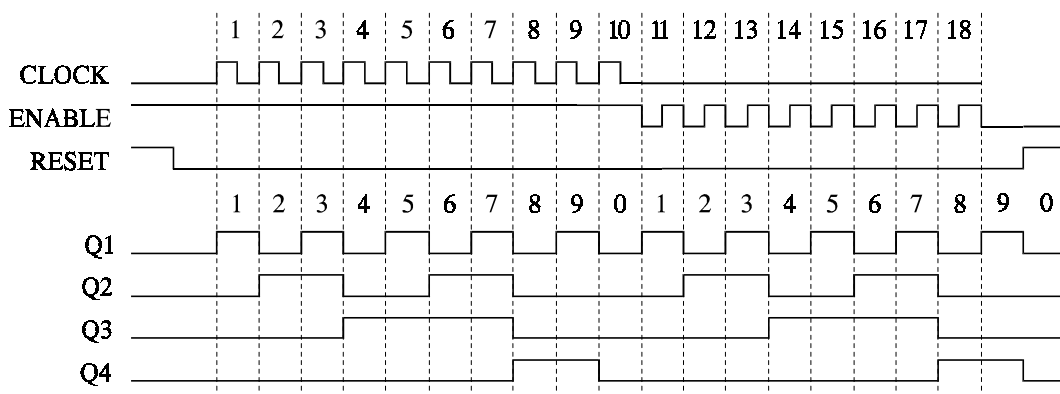 1 2 3 4 5 6 7 8 9 10 11 12 13 14 15 16 17 18
CLOCK
ENABLE
RESET
1 2 3 4 5 6 7 8 9 0 1 2 3 4 5 6 7 8 9 0
Q1
Q2
Q3
Q4